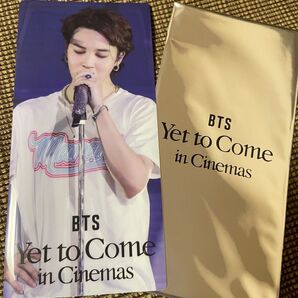 BTS
Yet to Come
in Cinemas
BTS
Yet to Come
in Cinemas